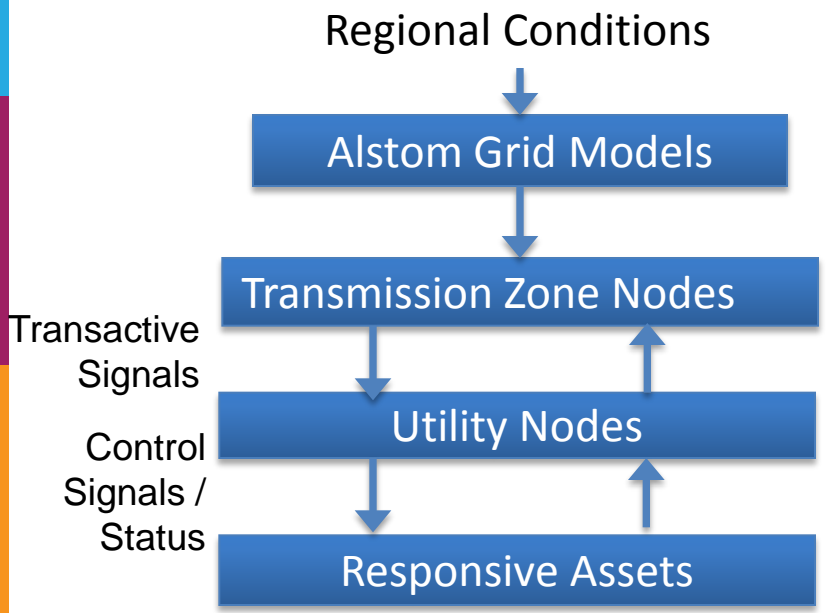 Regional Conditions
Alstom Grid Models
Transmission Zone Nodes
Transactive
Signals
Utility Nodes
Control
Signals /
Status
Responsive Assets